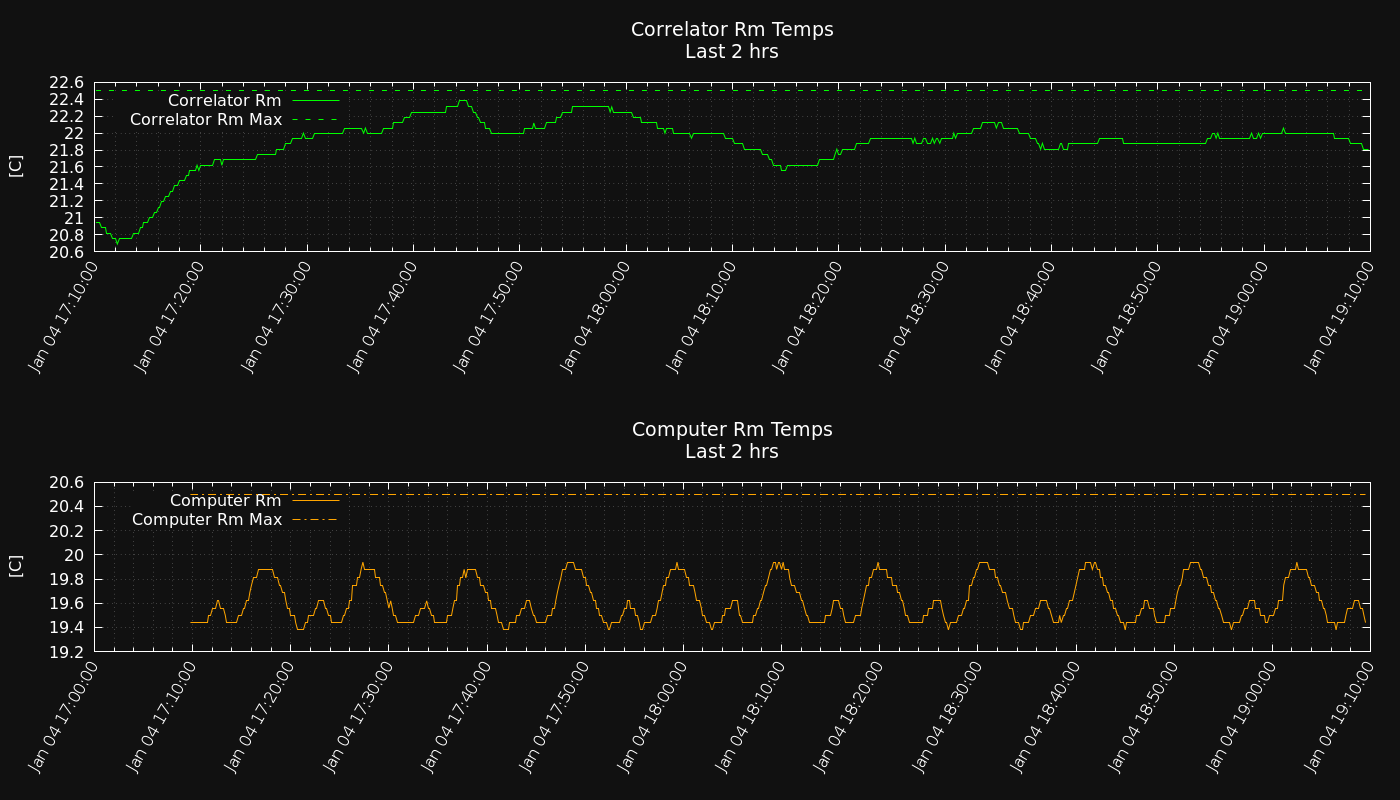 Correlator Rm Temps
Last 2 hrs
22.6
22.4
22.2
22
21.8
21.6
21.4
21.2
21
20.8
20.6
[C]
Correlator Rm
Correlator Rm Max
Jan 04 17:10:00
Jan 04 17:20:00
Jan 04 17:30:00
Jan 04 17:40:00
Jan 04 17:50:00
Jan 04 18:00:00
Jan 04 18:10:00
Jan 04 18:20:00
Jan 04 18:30:00
Jan 04 18:40:00
Jan 04 18:50:00
Jan 04 19:00:00
Jan 04 19:10:00
Computer Rm Temps
Last 2 hrs
20.6
20.4
20.2
20
19.8
19.6
19.4
19.2
[C]
Computer Rm
Computer Rm Max
Jan 04 17:00:00
Jan 04 17:10:00
Jan 04 17:20:00
Jan 04 17:30:00
Jan 04 17:40:00
Jan 04 17:50:00
Jan 04 18:00:00
Jan 04 18:10:00
Jan 04 18:20:00
Jan 04 18:30:00
Jan 04 18:40:00
Jan 04 18:50:00
Jan 04 19:00:00
Jan 04 19:10:00